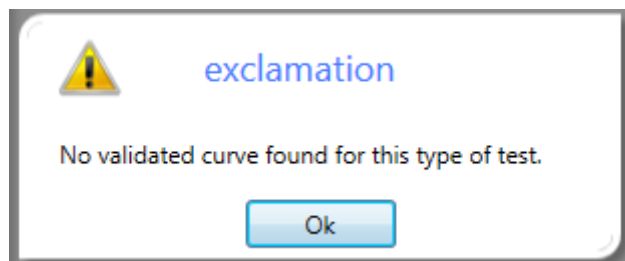 exclamation
No validated curve found for this type of test.
Ok